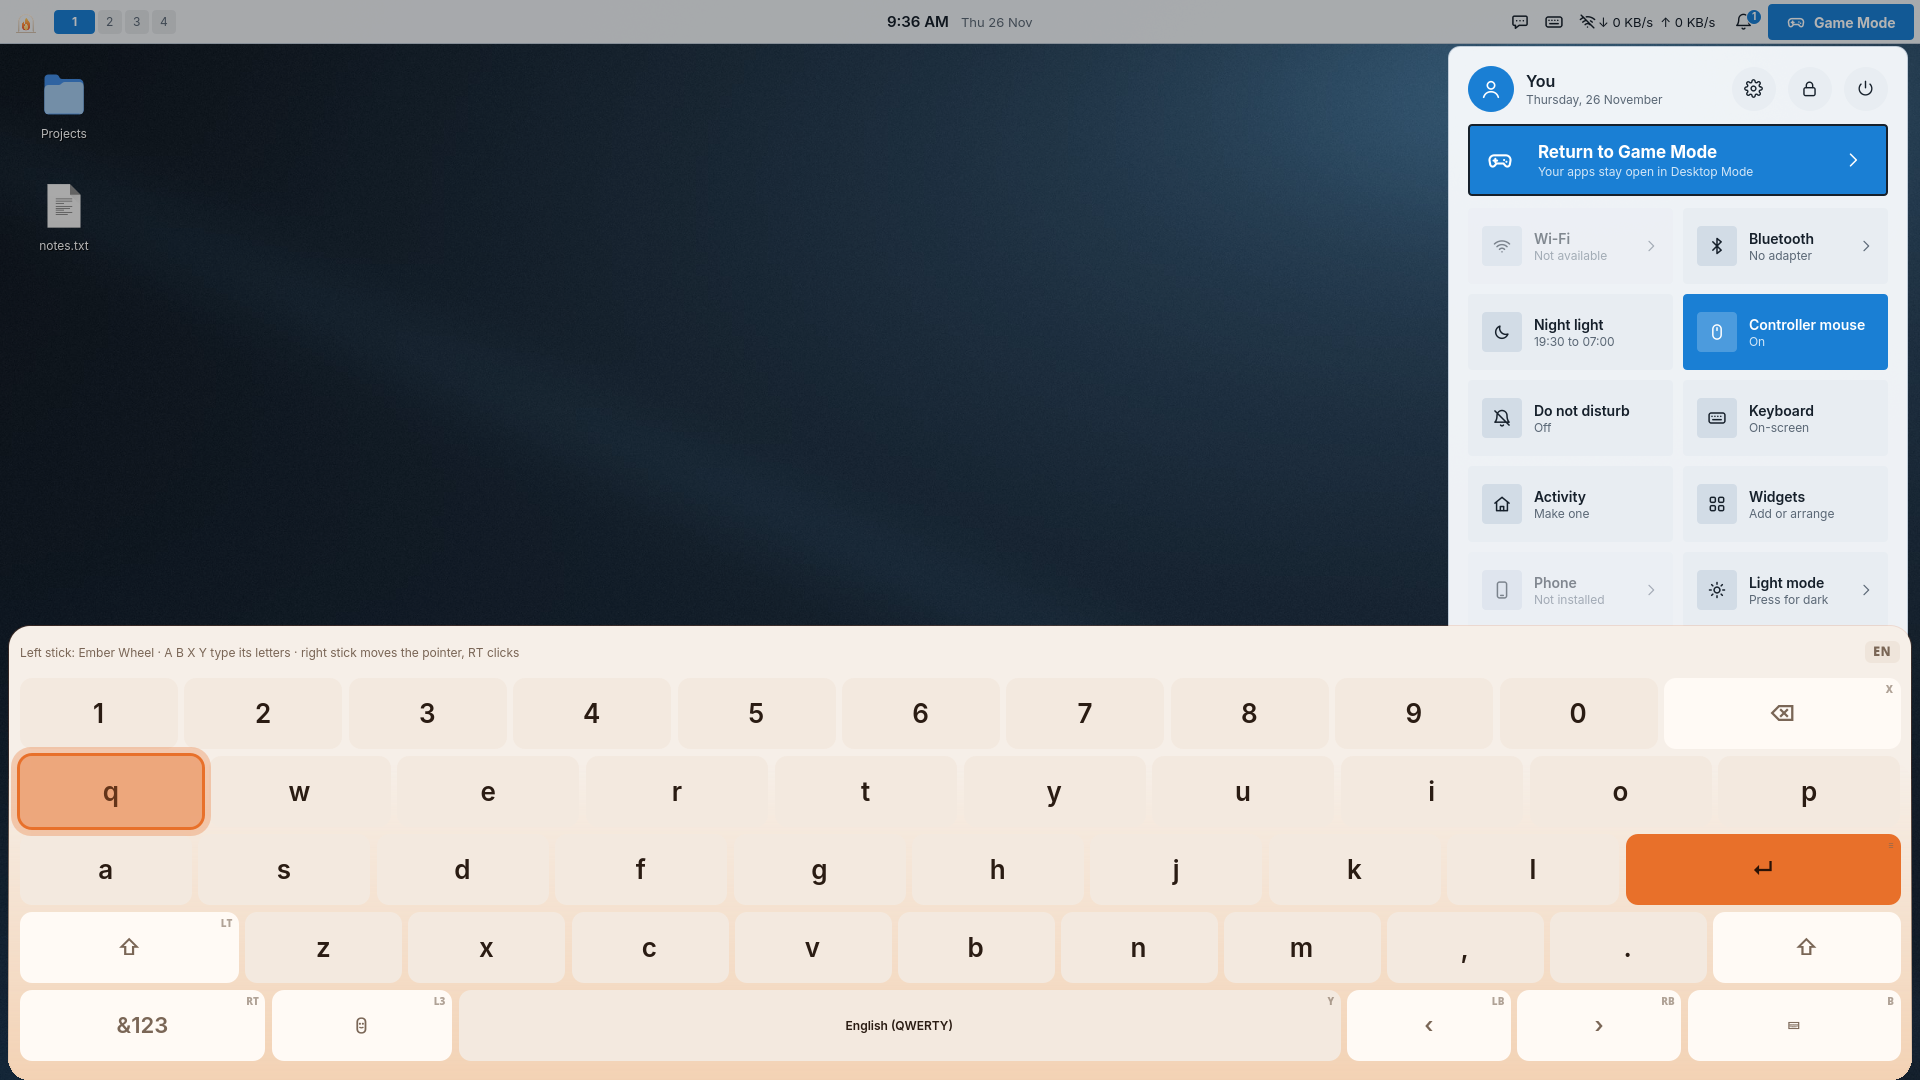 1 2 3 4
9:36 AM Thu 26 Nov
↓ 0 KB/s ↑ 0 KB/s
1
Game Mode
Projects
notes.txt
You
Thursday, 26 November
Return to Game Mode
Your apps stay open in Desktop Mode
Wi-Fi
Not available
Bluetooth
No adapter
Night light
19:30 to 07:00
Controller mouse
On
Do not disturb
Off
Keyboard
On-screen
Activity
Make one
Widgets
Add or arrange
Phone
Not installed
Light mode
Press for dark
Left stick: Ember Wheel · A B X Y type its letters · right stick moves the pointer, RT clicks
EN
1 2 3 4 5 6 7 8 9 0 X
q w e r t y u i o p
a s d f g h j k l
LT z x c v b n m , .
&123 RT L3 English (QWERTY) Y ‹ LB › RB B